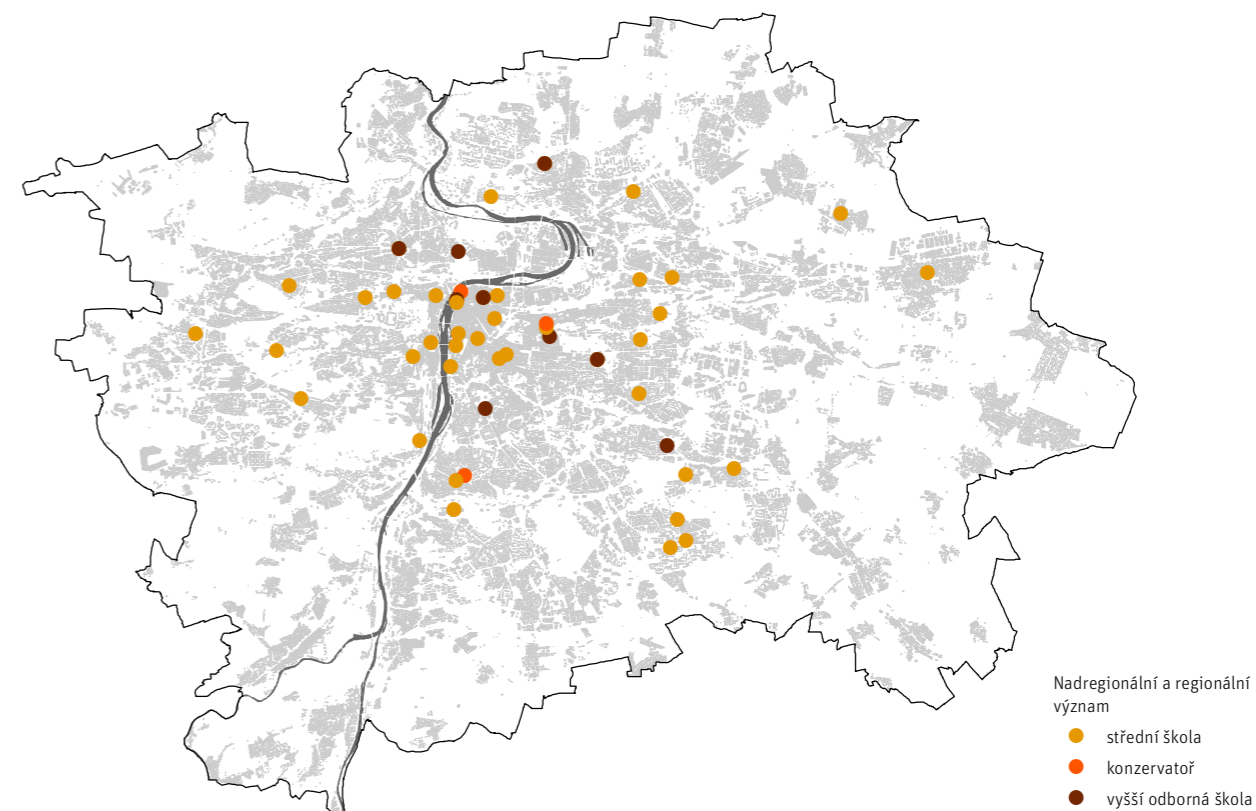 Nadregionální a regionální
význam
střední škola
konzervatoř
vyšší odborná škola